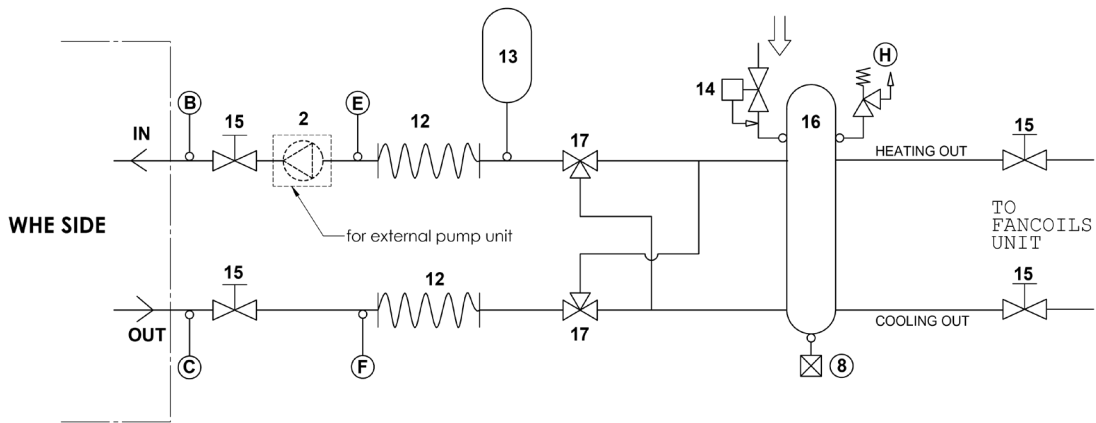 13
H
14
B
15
2
E
12
17
16
15
IN
HEATING OUT
WHE SIDE
for external pump unit
TO
FANCOILS
UNIT
15
12
15
OUT
17
COOLING OUT
C
F
8